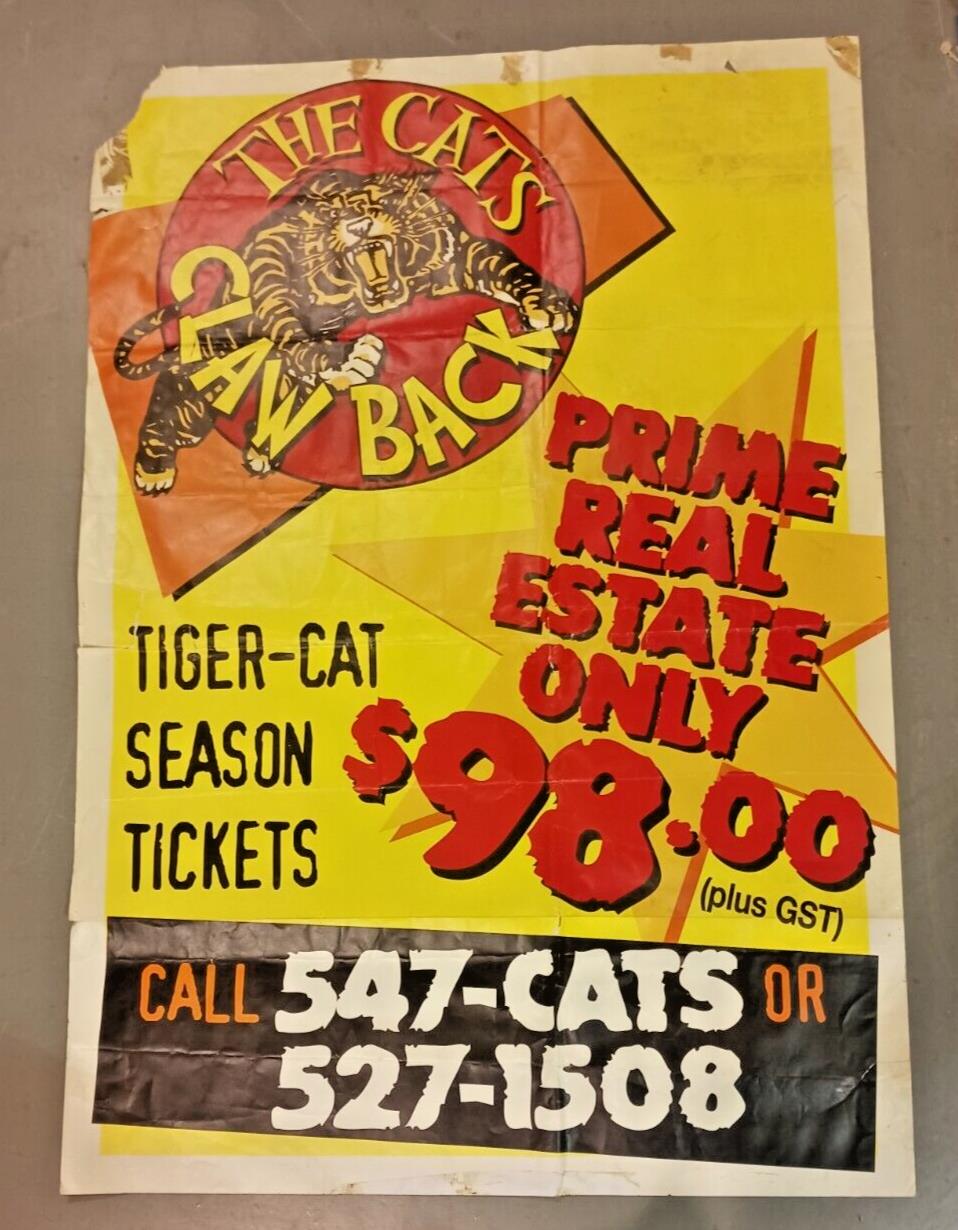 THE CATS
CLAW BACK
PRIME
REAL
ESTATE
ONLY
$98.00
(plus GST)
TIGER-CAT
SEASON
TICKETS
CALL 547-CATS OR
527-1508